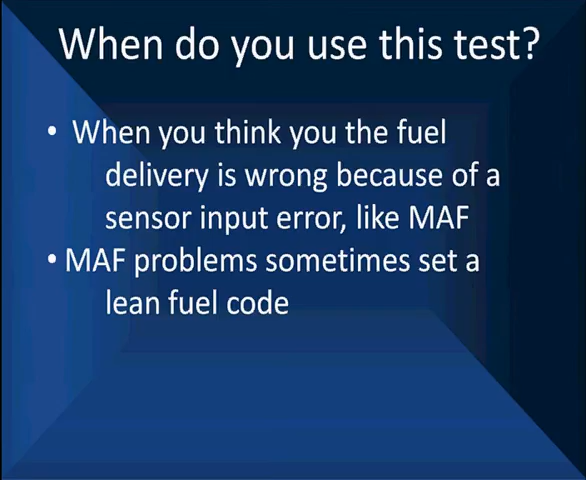 When do you use this test?
• When you think you the fuel
delivery is wrong because of a
sensor input error, like MAF
• MAF problems sometimes set a
lean fuel code